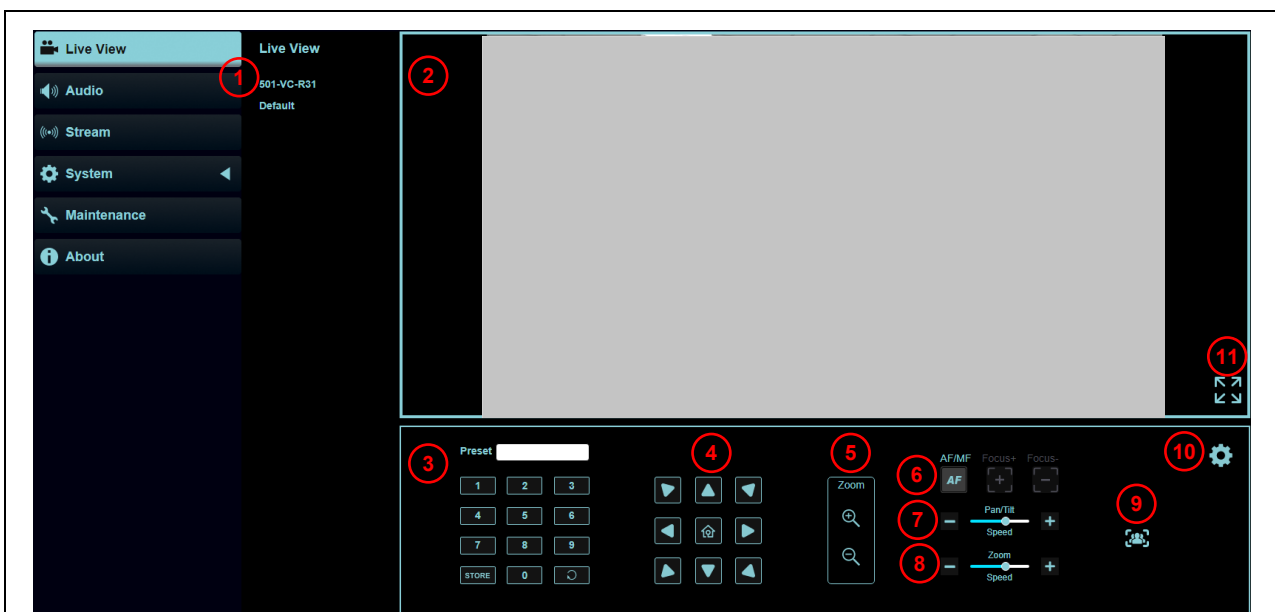 Live View
Audio
Stream
System
Maintenance
About
Live View
1
501-VC-R31
Default
2
11
3
Preset
1 2 3
4 5 6
7 8 9
STORE 0
4
5
Zoom
6
AF/MF Focus+ Focus-
AF
7
Pan/Tilt
Speed
8
Zoom
Speed
9
10